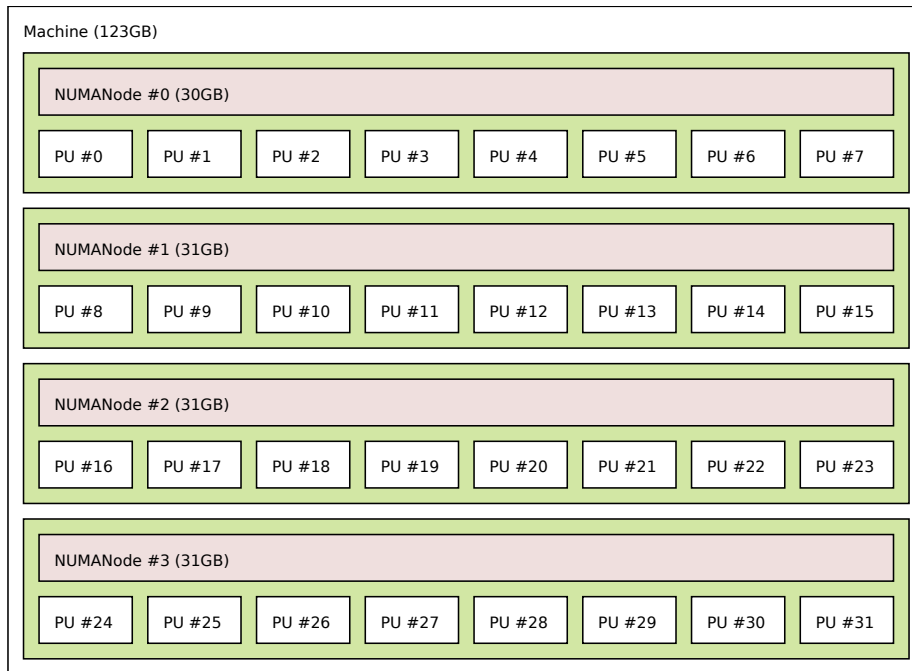 Machine (123GB)
NUMANode #0 (30GB)
PU #0 PU #1 PU #2 PU #3 PU #4 PU #5 PU #6 PU #7
NUMANode #1 (31GB)
PU #8 PU #9 PU #10 PU #11 PU #12 PU #13 PU #14 PU #15
NUMANode #2 (31GB)
PU #16 PU #17 PU #18 PU #19 PU #20 PU #21 PU #22 PU #23
NUMANode #3 (31GB)
PU #24 PU #25 PU #26 PU #27 PU #28 PU #29 PU #30 PU #31